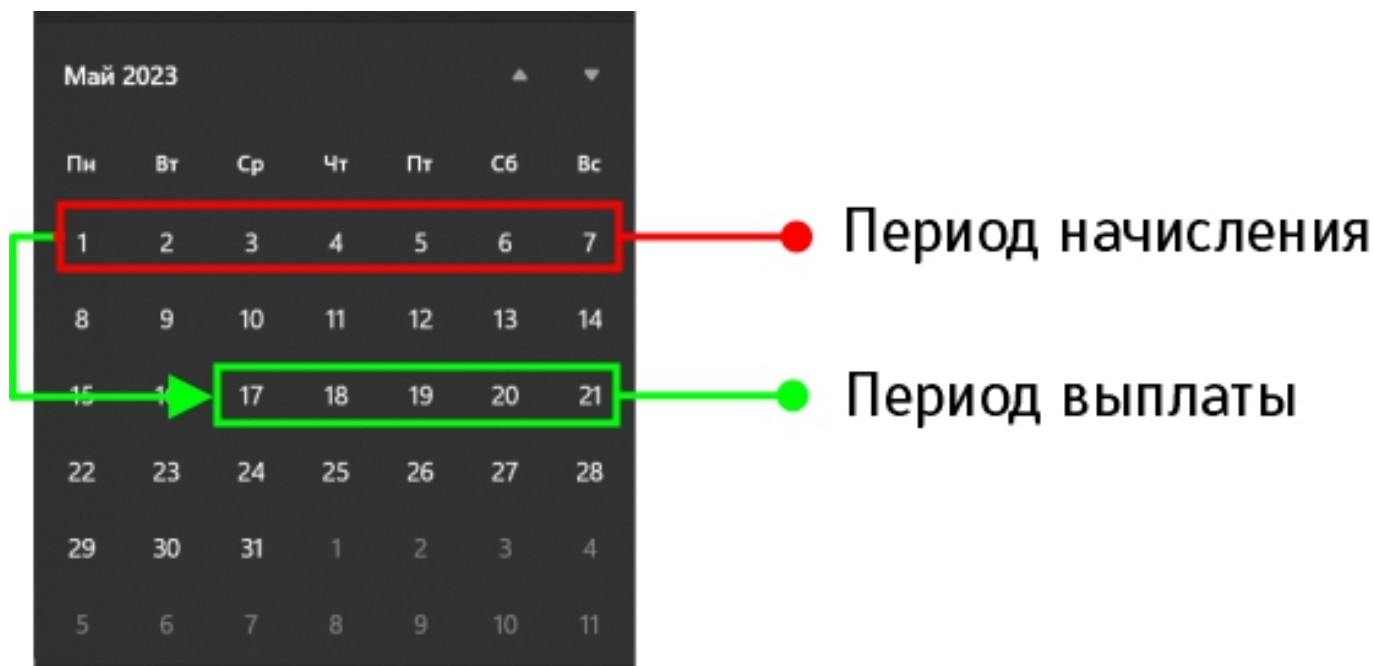 Май 2023
Пн Вт Ср Чт Пт Сб Вс
1 2 3 4 5 6 7
Период начисления
8 9 10 11 12 13 14
15 17 18 19 20 21
Период выплаты
22 23 24 25 26 27 28
29 30 31 1 2 3 4
5 6 7 8 9 10 11